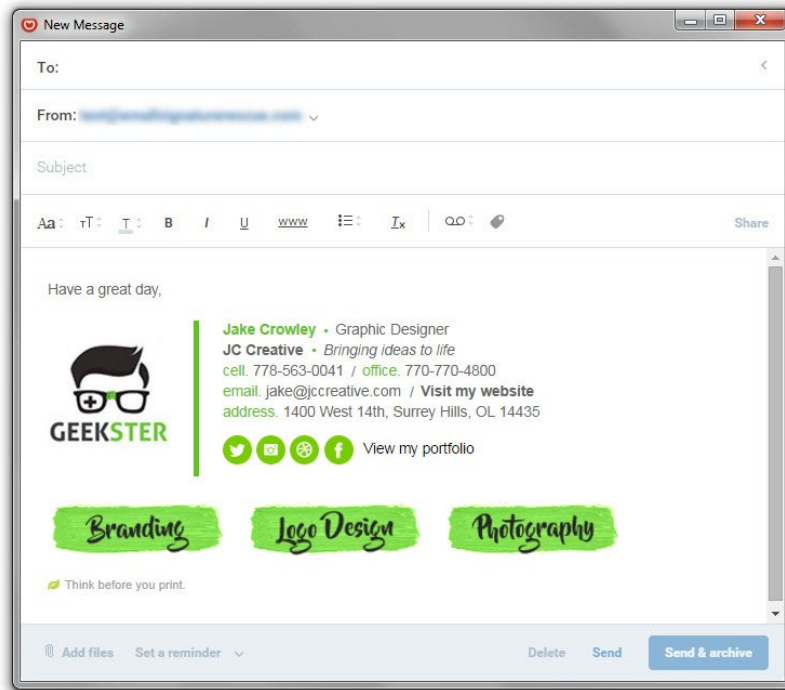 New Message
To:
From:
Subject
Aa TT T B I U www Tx Share
Have a great day,
GEEKSTER
Jake Crowley • Graphic Designer
JC Creative • Bringing ideas to life
cell. 778-563-0041 / office. 770-770-4800
email. jake@jccreative.com / Visit my website
address. 1400 West 14th, Surrey Hills, OL 14435
View my portfolio
Branding Logo Design Photography
Think before you print.
Add files Set a reminder Delete Send Send & archive